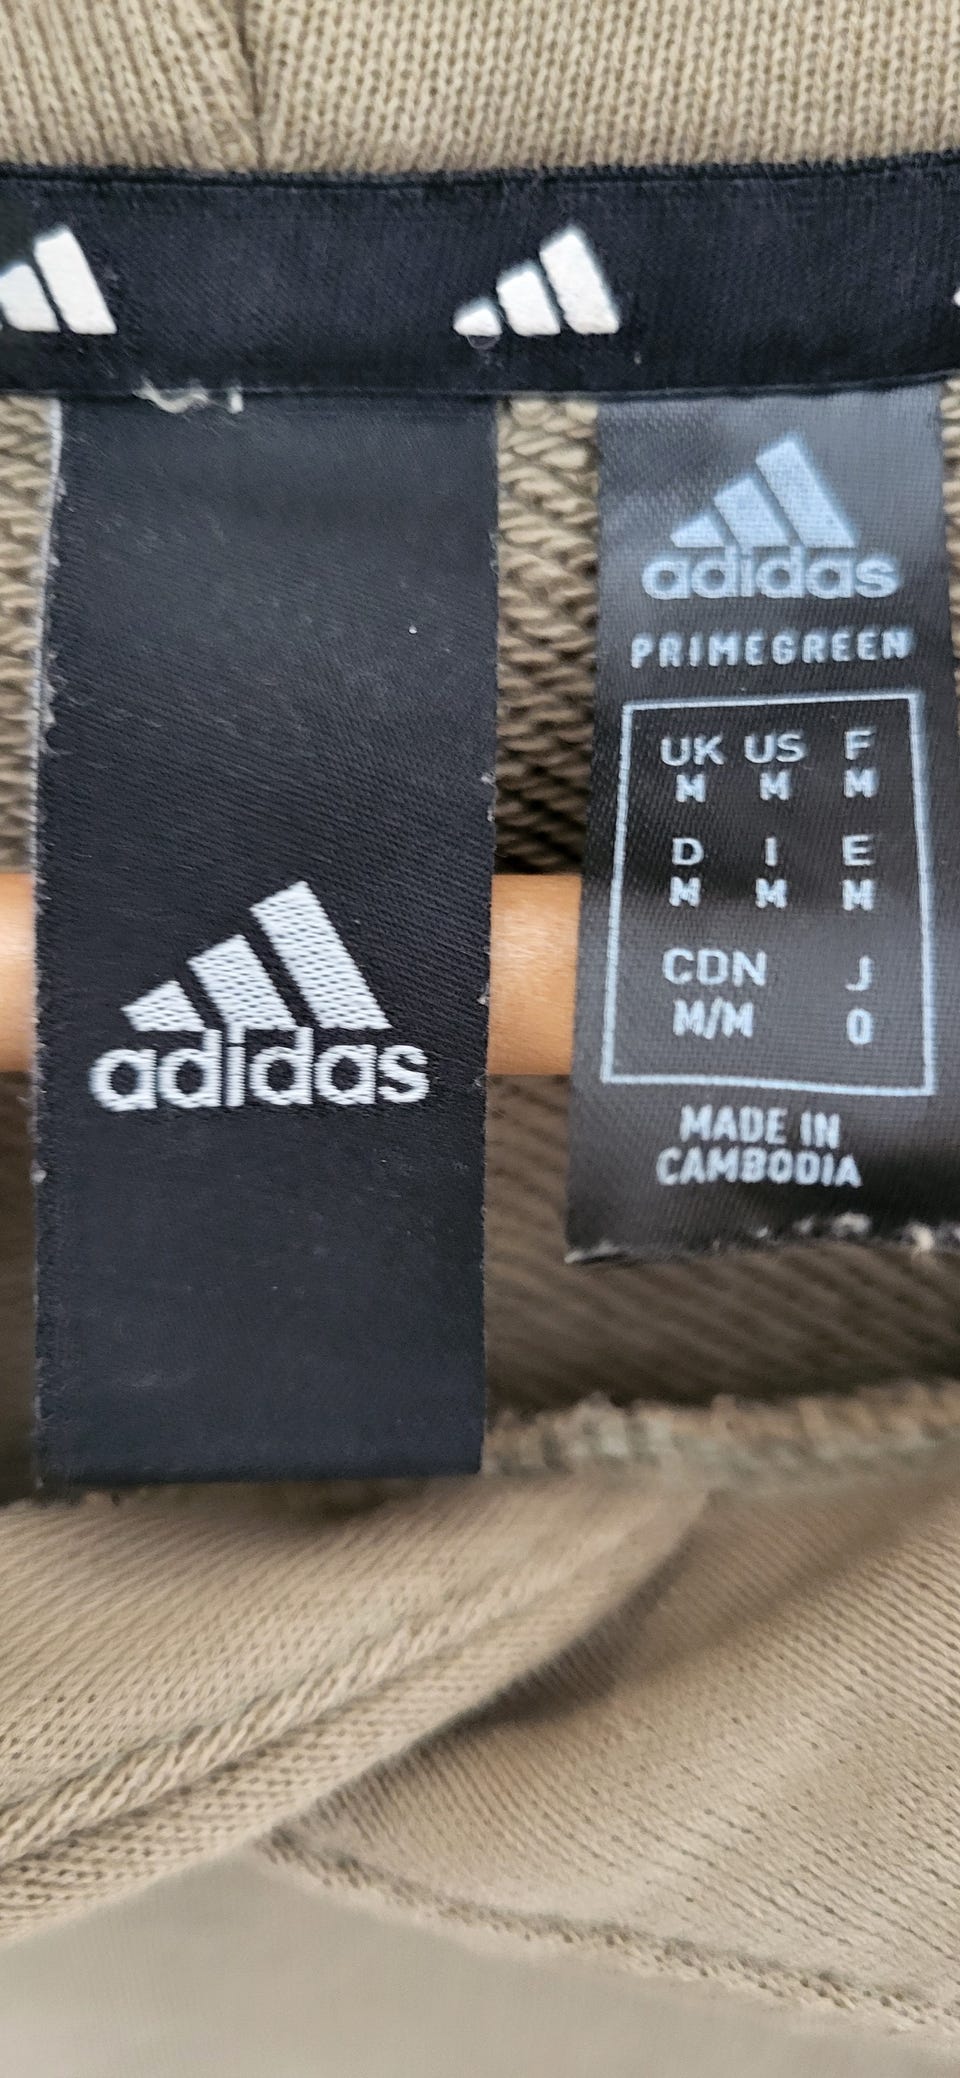 adidas
adidas
PRIMEGREEN
UK US F
M M M
D I E
M M M
CDN J
M/M O
MADE IN
CAMBODIA